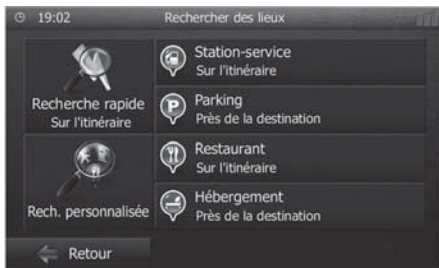 19:02 Rechercher des lieux
Recherche rapide
Sur l'itinéraire
Rech. personnalisée
Station-service
Sur l'itinéraire
Parking
Près de la destination
Restaurant
Sur l'itinéraire
Hébergement
Près de la destination
Retour